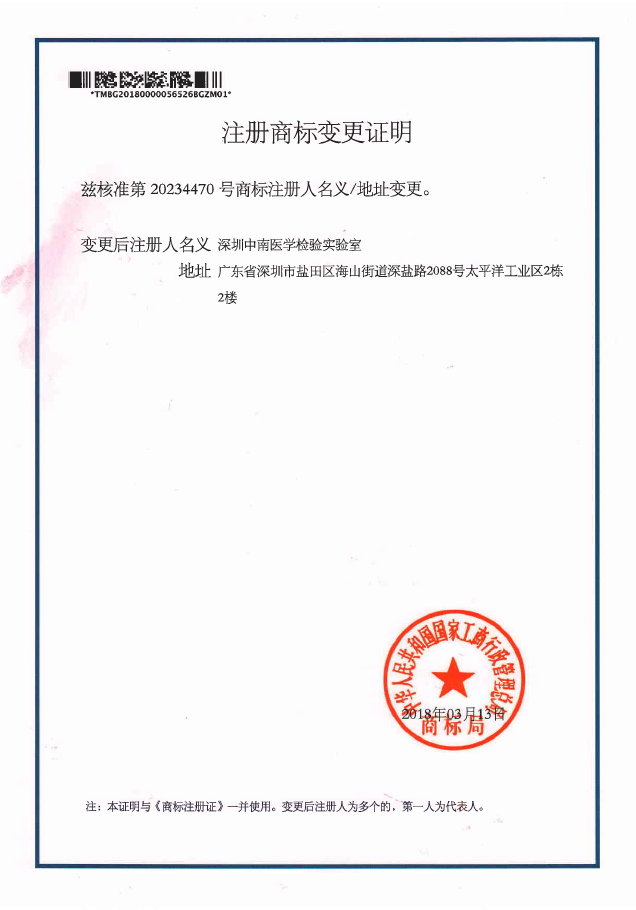 *TMBG20180000056526BGZM01*
注册商标变更证明
兹核准第 20234470 号商标注册人名义/地址变更。
变更后注册人名义 深圳中南医学检验实验室
地址 广东省深圳市盐田区海山街道深盐路2088号太平洋工业区2栋
2楼
中华人民共和国国家工商行政管理总局
2018年03月13日
商标局
注：本证明与《商标注册证》一并使用。变更后注册人为多个的，第一人为代表人。